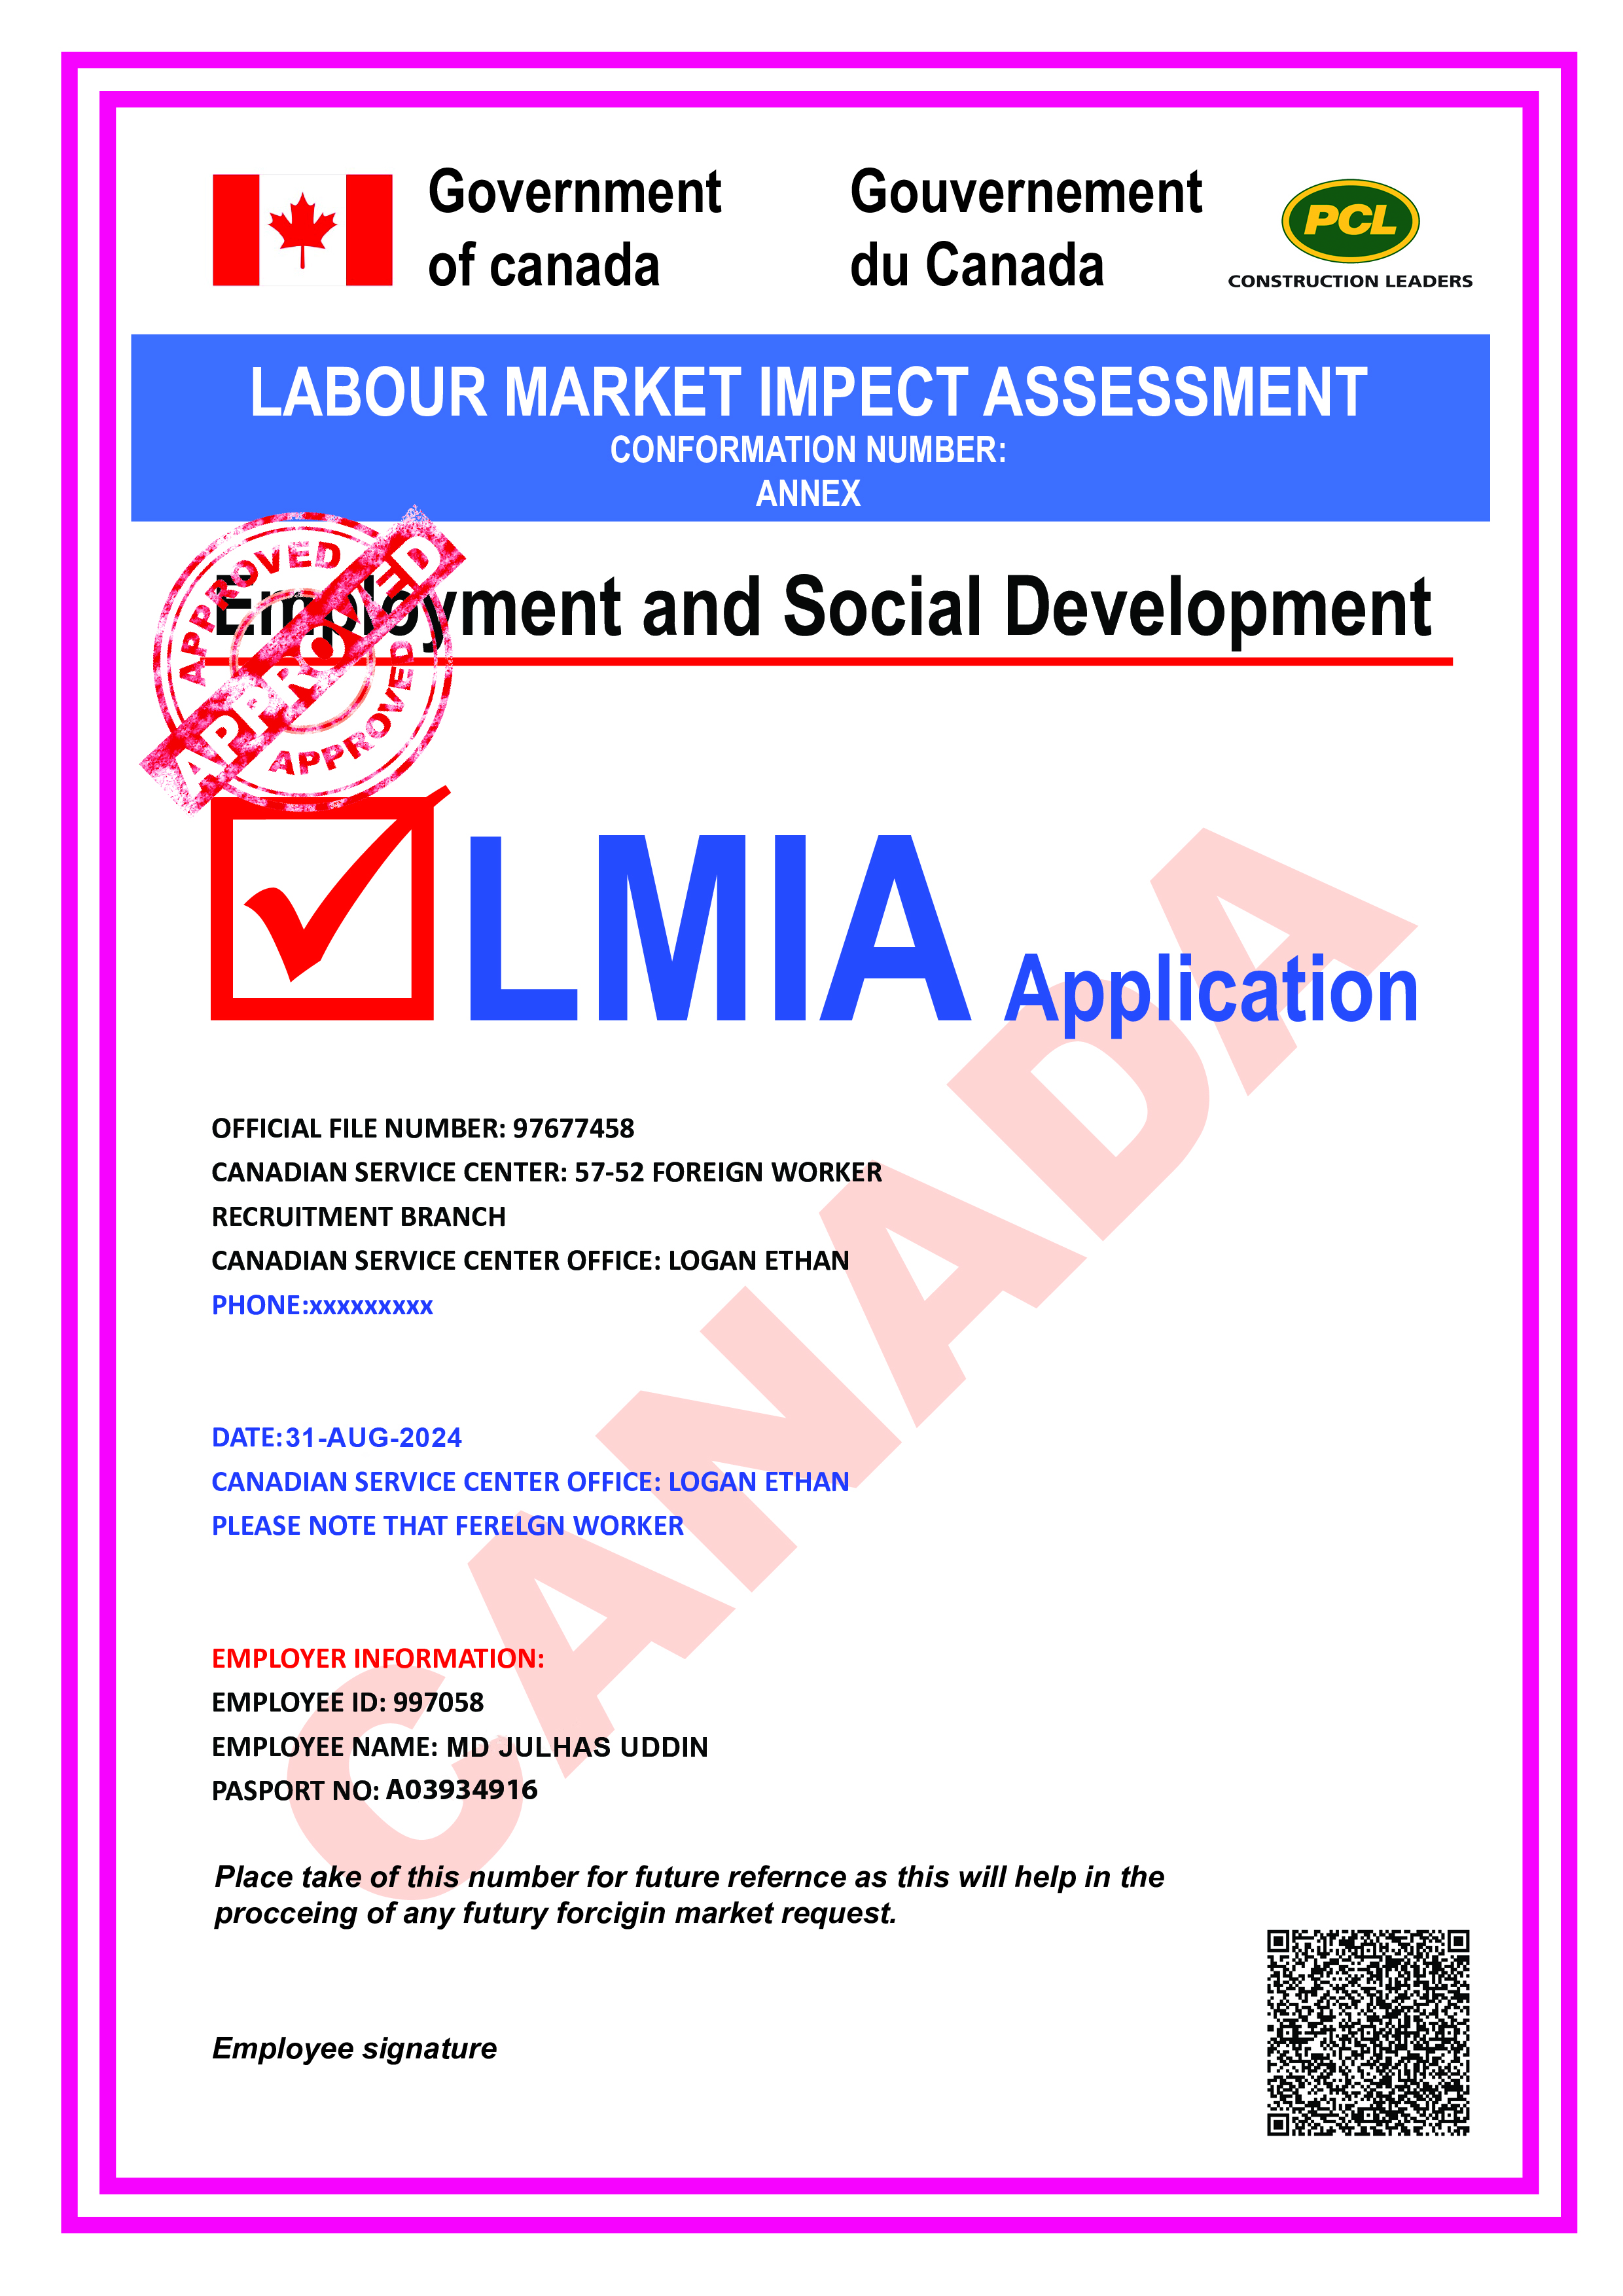 Government
of canada
Gouvernement
du Canada
PCL
CONSTRUCTION LEADERS
LABOUR MARKET IMPECT ASSESSMENT
CONFORMATION NUMBER:
ANNEX
APPROVED
APPROVED
APPROVED
Employment and Social Development
LMIA Application
OFFICIAL FILE NUMBER: 97677458
CANADIAN SERVICE CENTER: 57-52 FOREIGN WORKER
RECRUITMENT BRANCH
CANADIAN SERVICE CENTER OFFICE: LOGAN ETHAN
PHONE:xxxxxxxxx
DATE:31-AUG-2024
CANADIAN SERVICE CENTER OFFICE: LOGAN ETHAN
PLEASE NOTE THAT FERELGN WORKER
EMPLOYER INFORMATION:
EMPLOYEE ID: 997058
EMPLOYEE NAME: MD JULHAS UDDIN
PASPORT NO: A03934916
CANADA
Place take of this number for future refernce as this will help in the
procceing of any futury forcigin market request.
Employee signature